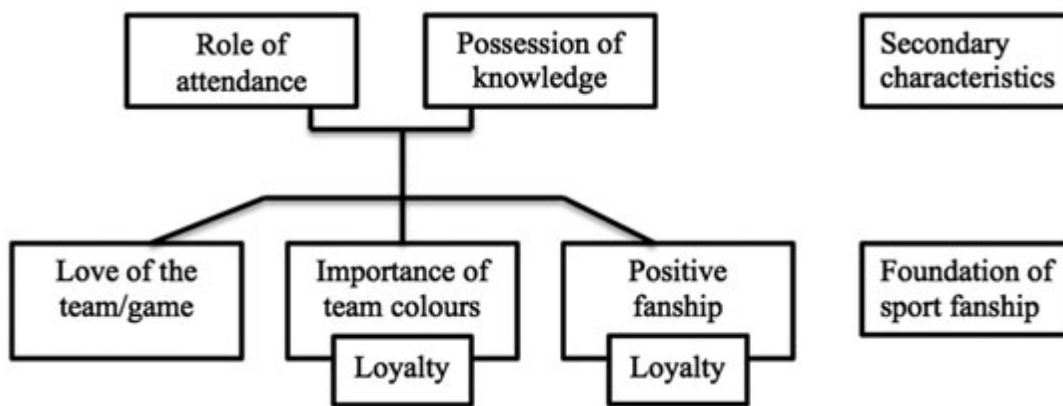 Role of
attendance
Possession of
knowledge
Secondary
characteristics
Love of the
team/game
Importance of
team colours
Loyalty
Positive
fanship
Loyalty
Foundation of
sport fanship